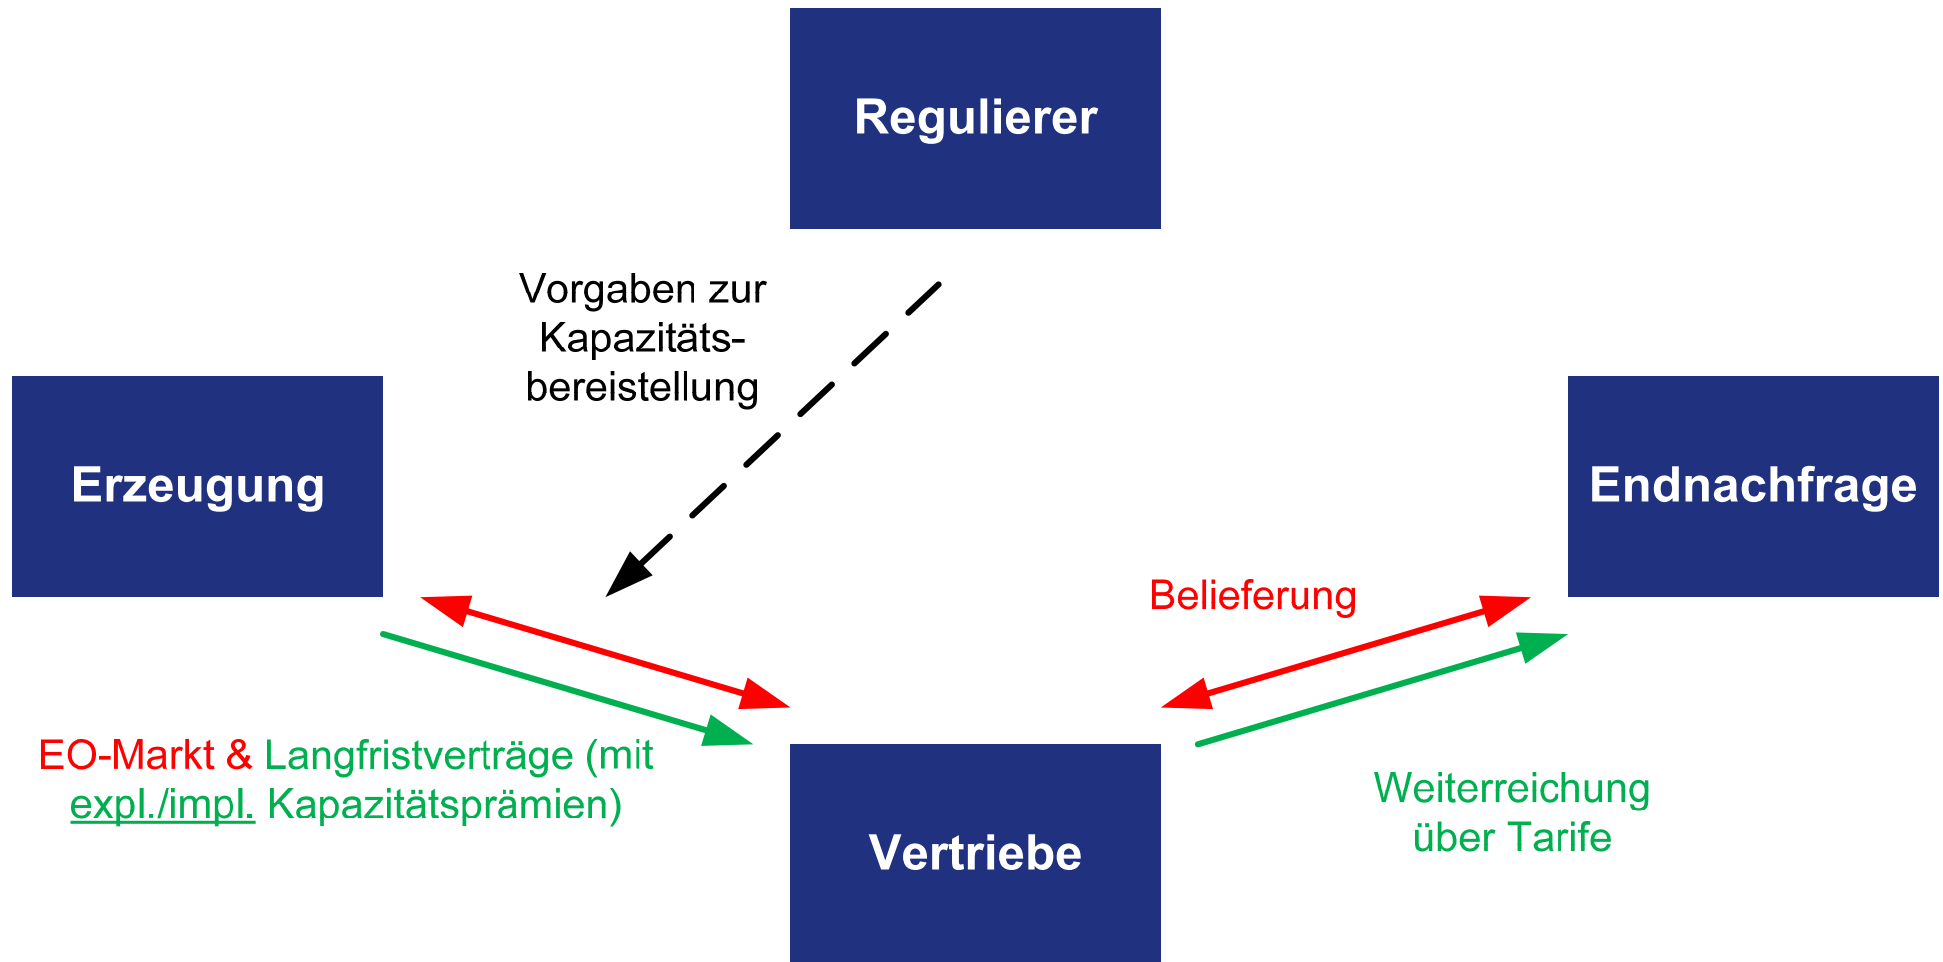 Regulierer
Vorgaben zur
Kapazitäts-
bereistellung
Erzeugung
Endnachfrage
Belieferung
EO-Markt & Langfristverträge (mit
expl./impl. Kapazitätsprämien)
Weiterreichung
über Tarife
Vertriebe